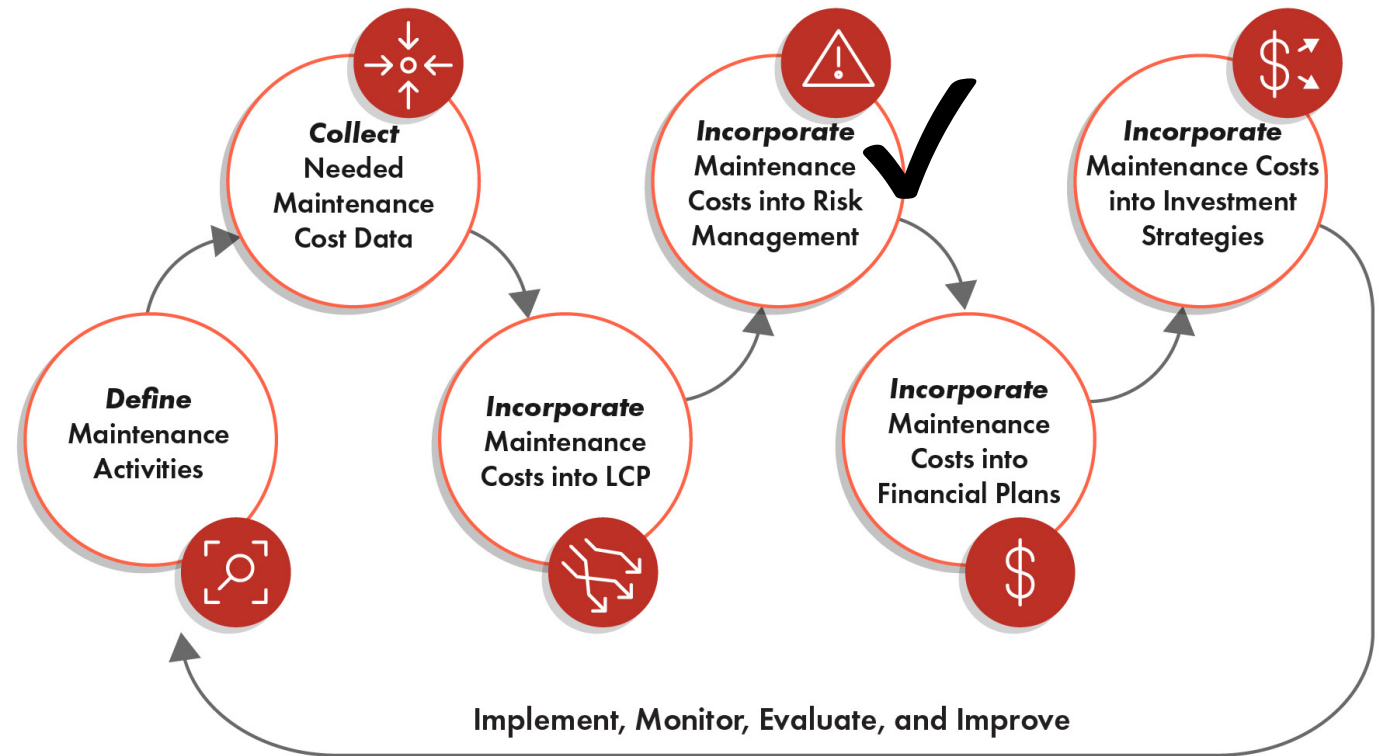 Define
Maintenance
Activities
Collect
Needed
Maintenance
Cost Data
Incorporate
Maintenance
Costs into LCP
Incorporate
Maintenance
Costs into Risk
Management
Incorporate
Maintenance
Costs into
Financial Plans
Incorporate
Maintenance Costs
into Investment
Strategies
$
$
Implement, Monitor, Evaluate, and Improve